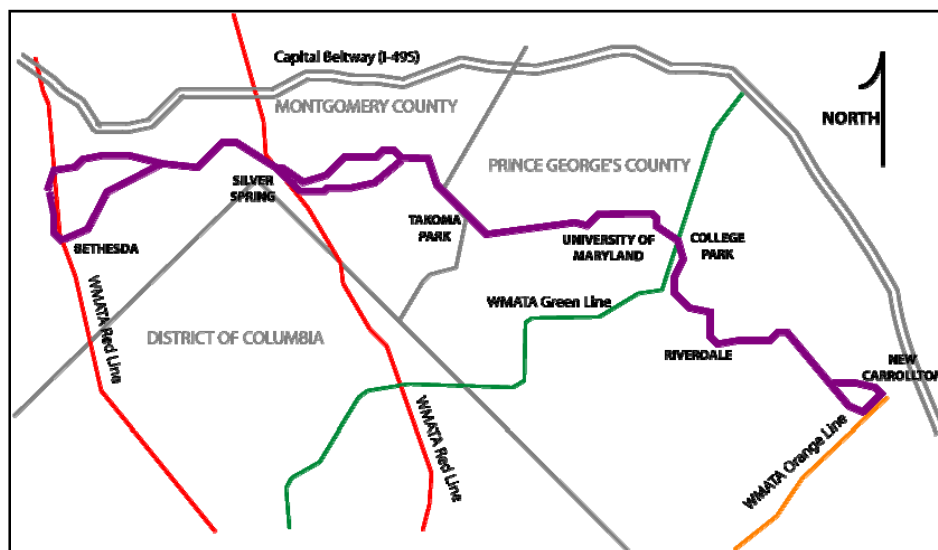 Capital Beltway (I-495)
MONTGOMERY COUNTY
NORTH
PRINCE GEORGE'S COUNTY
SILVER
SPRING
TAKOMA
PARK
UNIVERSITY OF
MARYLAND
COLLEGE
PARK
BETHESDA
WMATA Red Line
WMATA Green Line
DISTRICT OF COLUMBIA
RIVERDALE
NEW
CARROLLTON
WMATA Red Line
WMATA Orange Line